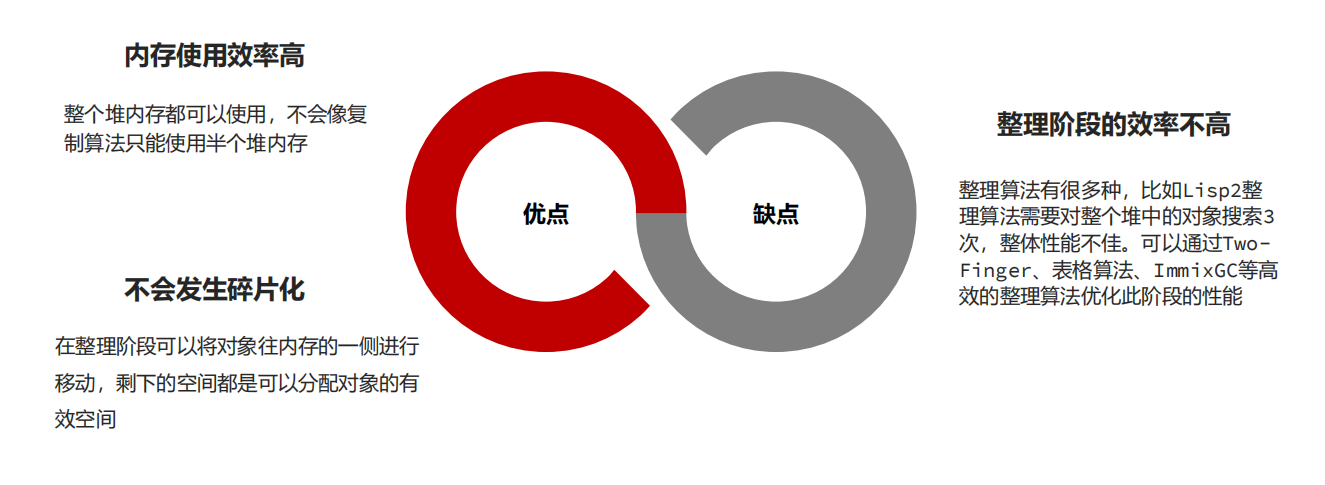 内存使用效率高
整个堆内存都可以使用，不会像复
制算法只能使用半个堆内存
不会发生碎片化
在整理阶段可以将对象往内存的一侧进行
移动，剩下的空间都是可以分配对象的有
效空间
优点
缺点
整理阶段的效率不高
整理算法有很多种，比如Lisp2整
理算法需要对整个堆中的对象搜索3
次，整体性能不佳。可以通过Two-
Finger、表格算法、ImmixGC等高
效的整理算法优化此阶段的性能